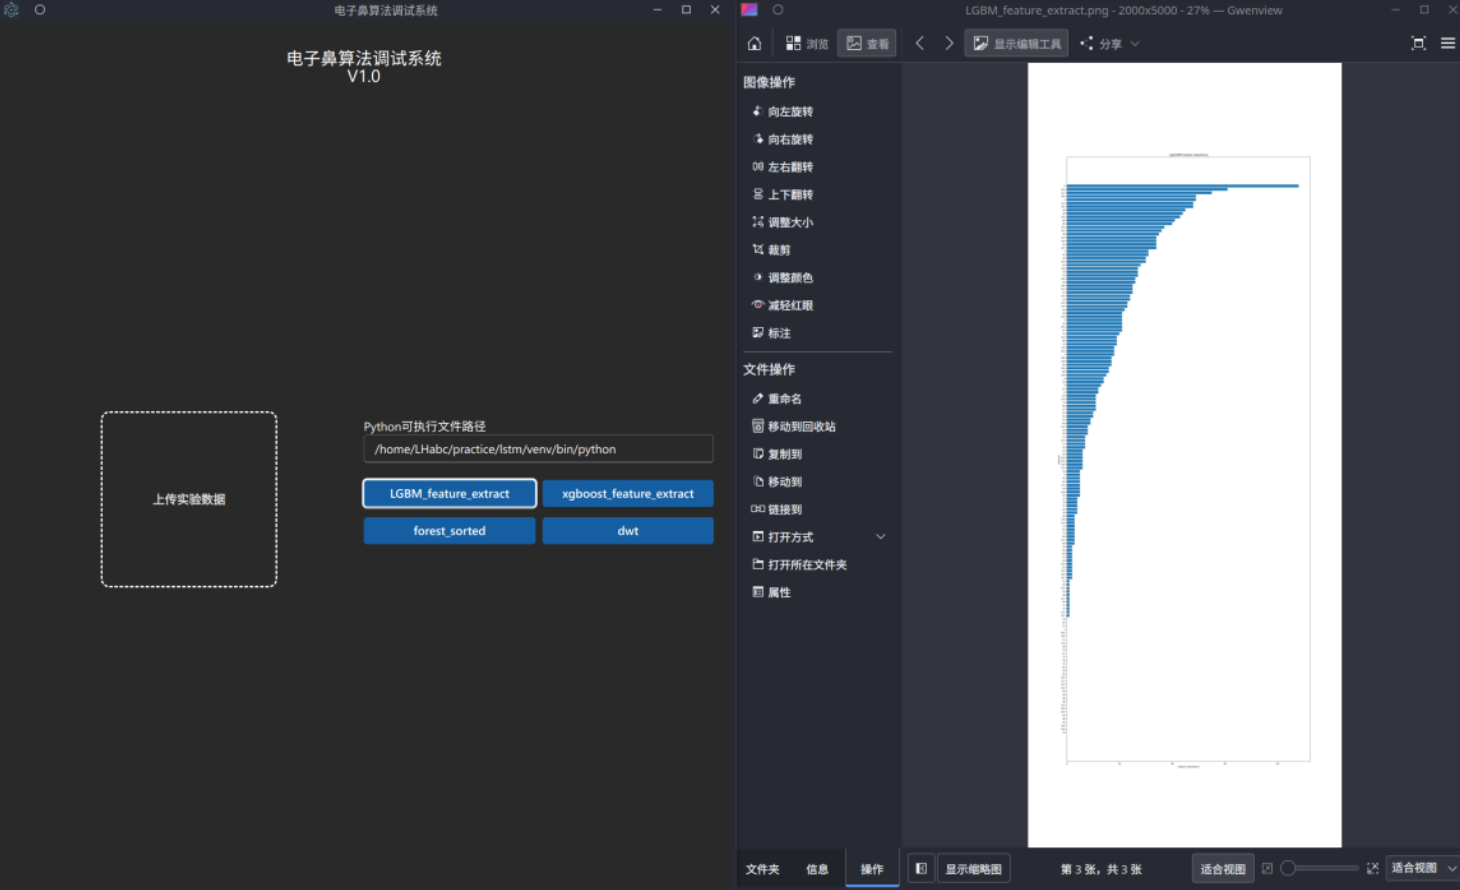 电子鼻算法调试系统
电子鼻算法调试系统
V1.0
上传实验数据
Python可执行文件路径
/home/LHabc/practice/lstm/venv/bin/python
LGBM_feature_extract
xgboost_feature_extract
forest_sorted
dwt
LGBM_feature_extract.png - 2000x5000 - 27% — Gwenview
浏览
查看
显示编辑工具
分享
图像操作
向左旋转
向右旋转
左右翻转
上下翻转
调整大小
裁剪
调整颜色
减轻红眼
标注
文件操作
重命名
移动到回收站
复制到
移动到
链接到
打开方式
打开所在文件夹
属性
文件夹
信息
操作
显示缩略图
第 3 张，共 3 张
适合视图
适合视图